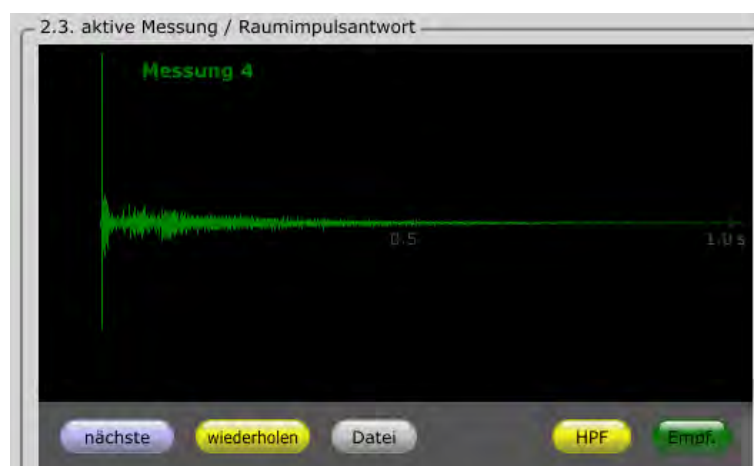 2.3. aktive Messung / Raumimpulsantwort
Messung 4
0.5
1.0 s
nächste wiederholen Datei HPF Empf.